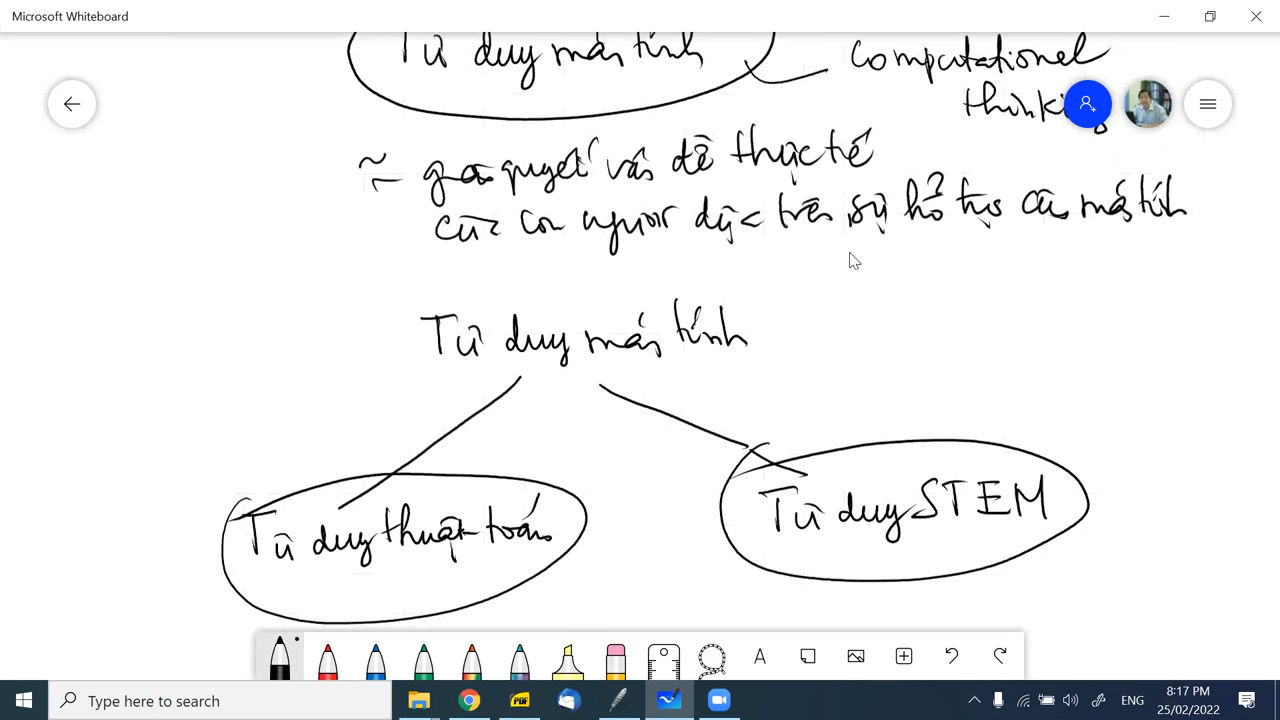 Microsoft Whiteboard
Tư duy máy tính
Computational
thinking
≈ giải quyết vấn đề thực tế
của con người dựa trên sự hỗ trợ của máy tính
Tư duy máy tính
Tư duy thuật toán
Tư duy STEM
A
PDF
Type here to search
ENG
8:17 PM
25/02/2022